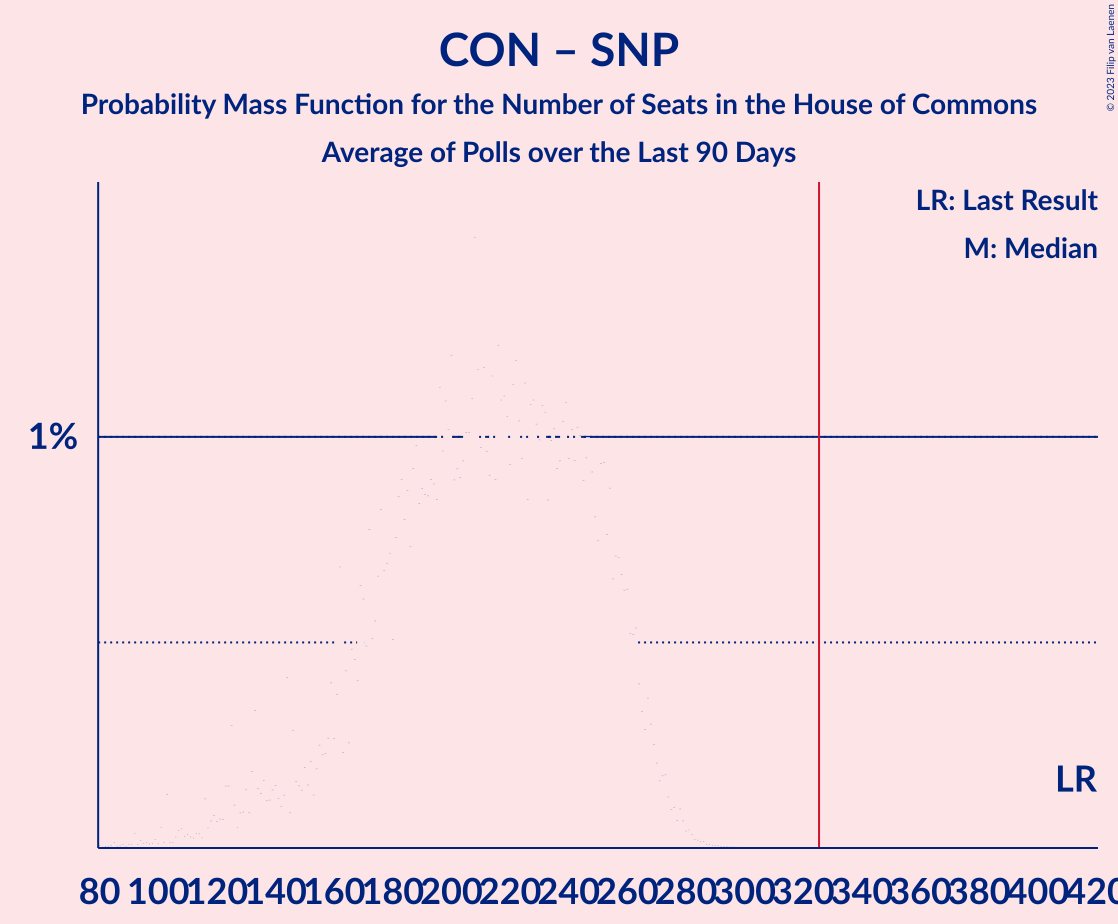 CON – SNP
Probability Mass Function for the Number of Seats in the House of Commons
Average of Polls over the Last 90 Days
© 2023 Filip van Laenen
LR: Last Result
M: Median
1%
LR
80 100 120 140 160 180 200 220 240 260 280 300 320 340 360 380 400 420